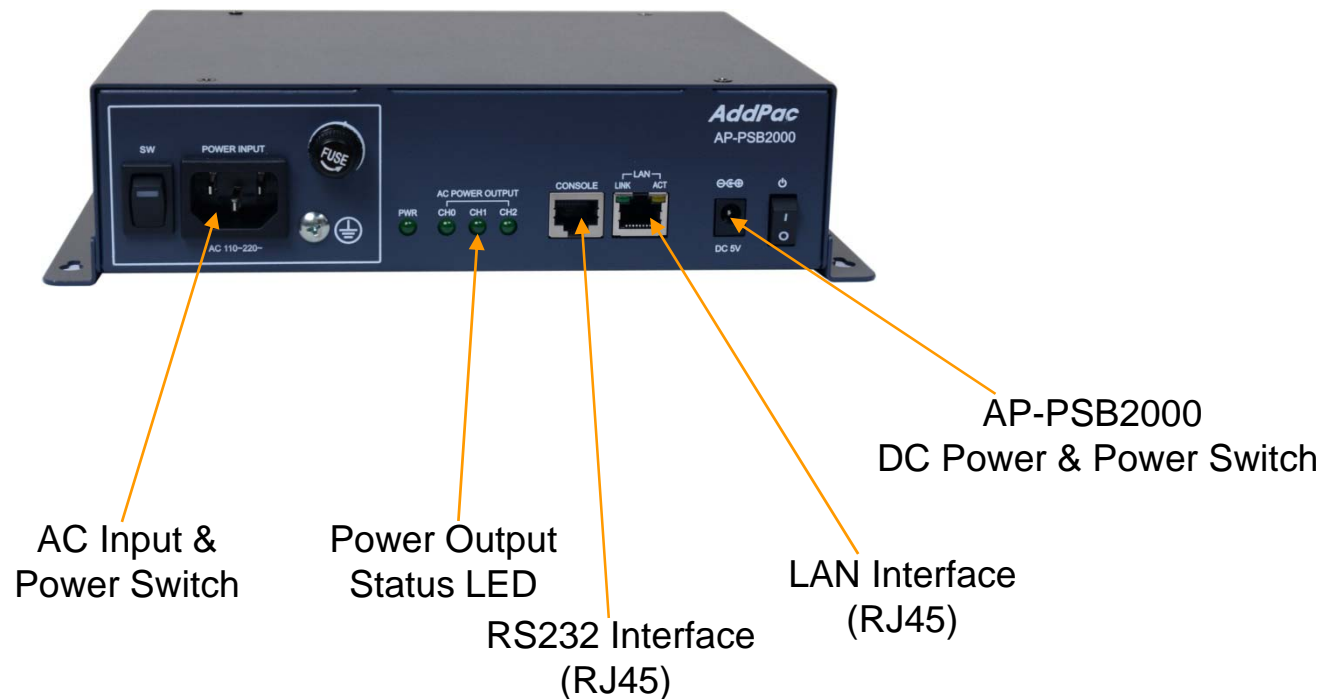 AddPac
AP-PSB2000
SW
POWER INPUT
FUSE
AC 110~220~
AC POWER OUTPUT
PWR CH0 CH1 CH2
CONSOLE
LAN
LINK ACT
DC 5V
I
O
AP-PSB2000
DC Power & Power Switch
AC Input &
Power Switch
Power Output
Status LED
LAN Interface
(RJ45)
RS232 Interface
(RJ45)